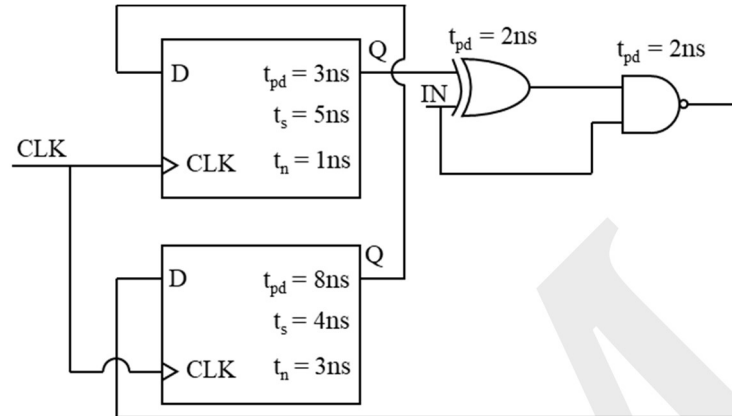 Q
t_pd = 2ns
t_pd = 2ns
D
t_pd = 3ns
IN
t_s = 5ns
CLK
CLK
t_n = 1ns
Q
D
t_pd = 8ns
t_s = 4ns
CLK
t_n = 3ns